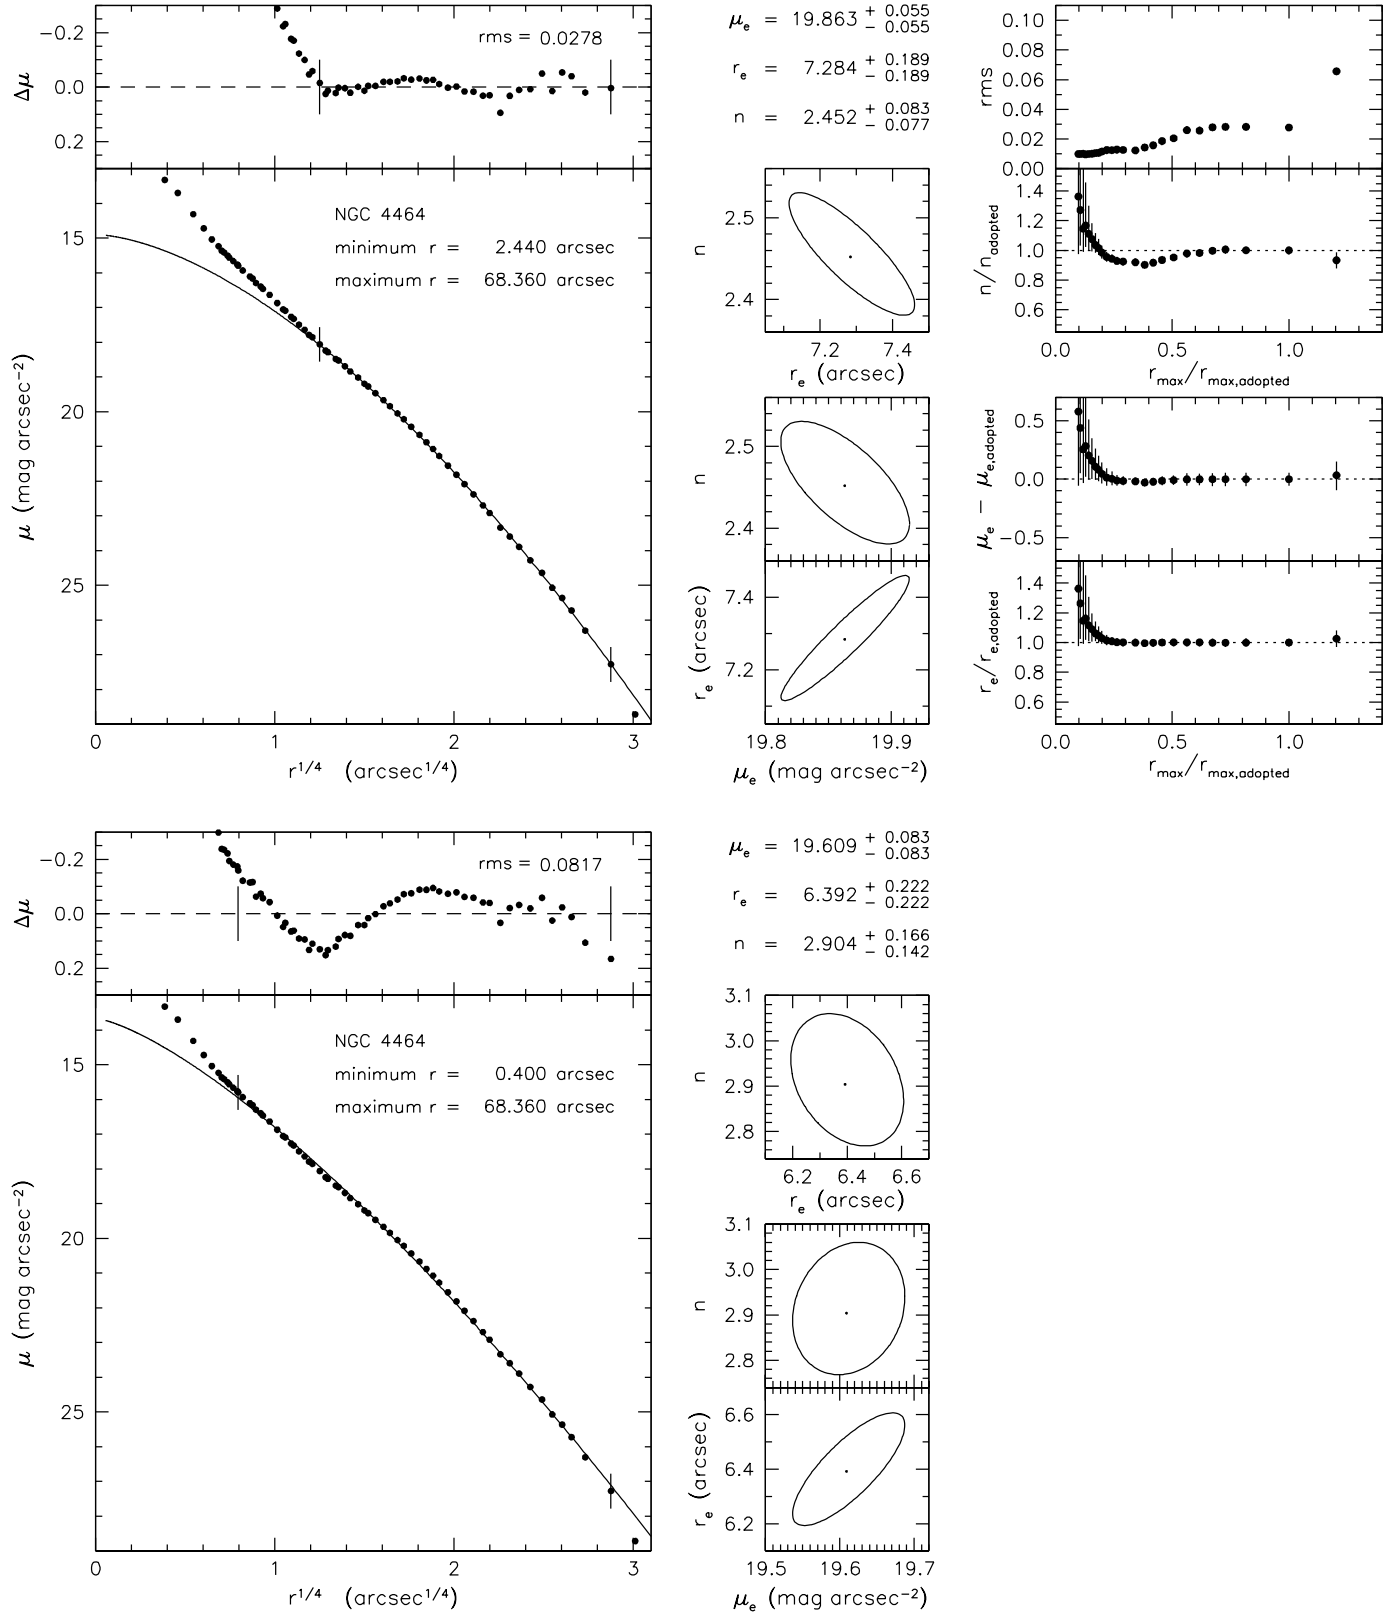 −0.2
0.0
0.2
Δμ
rms = 0.0278
15
20
25
μ (mag arcsec−2)
NGC 4464
minimum r = 2.440 arcsec
maximum r = 68.360 arcsec
0 1 2 3
r1/4 (arcsec1/4)
μe = 19.863 + 0.055 − 0.055
re = 7.284 + 0.189 − 0.189
n = 2.452 + 0.083 − 0.077
2.5
2.4
n
7.2 7.4
re (arcsec)
2.5
2.4
n
7.4
7.2
re (arcsec)
19.8 19.9
μe (mag arcsec−2)
0.10
0.08
0.06
0.04
0.02
0.00
rms
1.4
1.2
1.0
0.8
0.6
n/nadopted
0.0 0.5 1.0
rmax/rmax,adopted
0.5
0.0
−0.5
μe − μe,adopted
1.4
1.2
1.0
0.8
0.6
re/re,adopted
0.0 0.5 1.0
rmax/rmax,adopted
−0.2
0.0
0.2
Δμ
rms = 0.0817
15
20
25
μ (mag arcsec−2)
NGC 4464
minimum r = 0.400 arcsec
maximum r = 68.360 arcsec
0 1 2 3
r1/4 (arcsec1/4)
μe = 19.609 + 0.083 − 0.083
re = 6.392 + 0.222 − 0.222
n = 2.904 + 0.166 − 0.142
3.1
3.0
2.9
2.8
n
6.2 6.4 6.6
re (arcsec)
3.1
3.0
2.9
2.8
n
6.6
6.4
6.2
re (arcsec)
19.5 19.6 19.7
μe (mag arcsec−2)